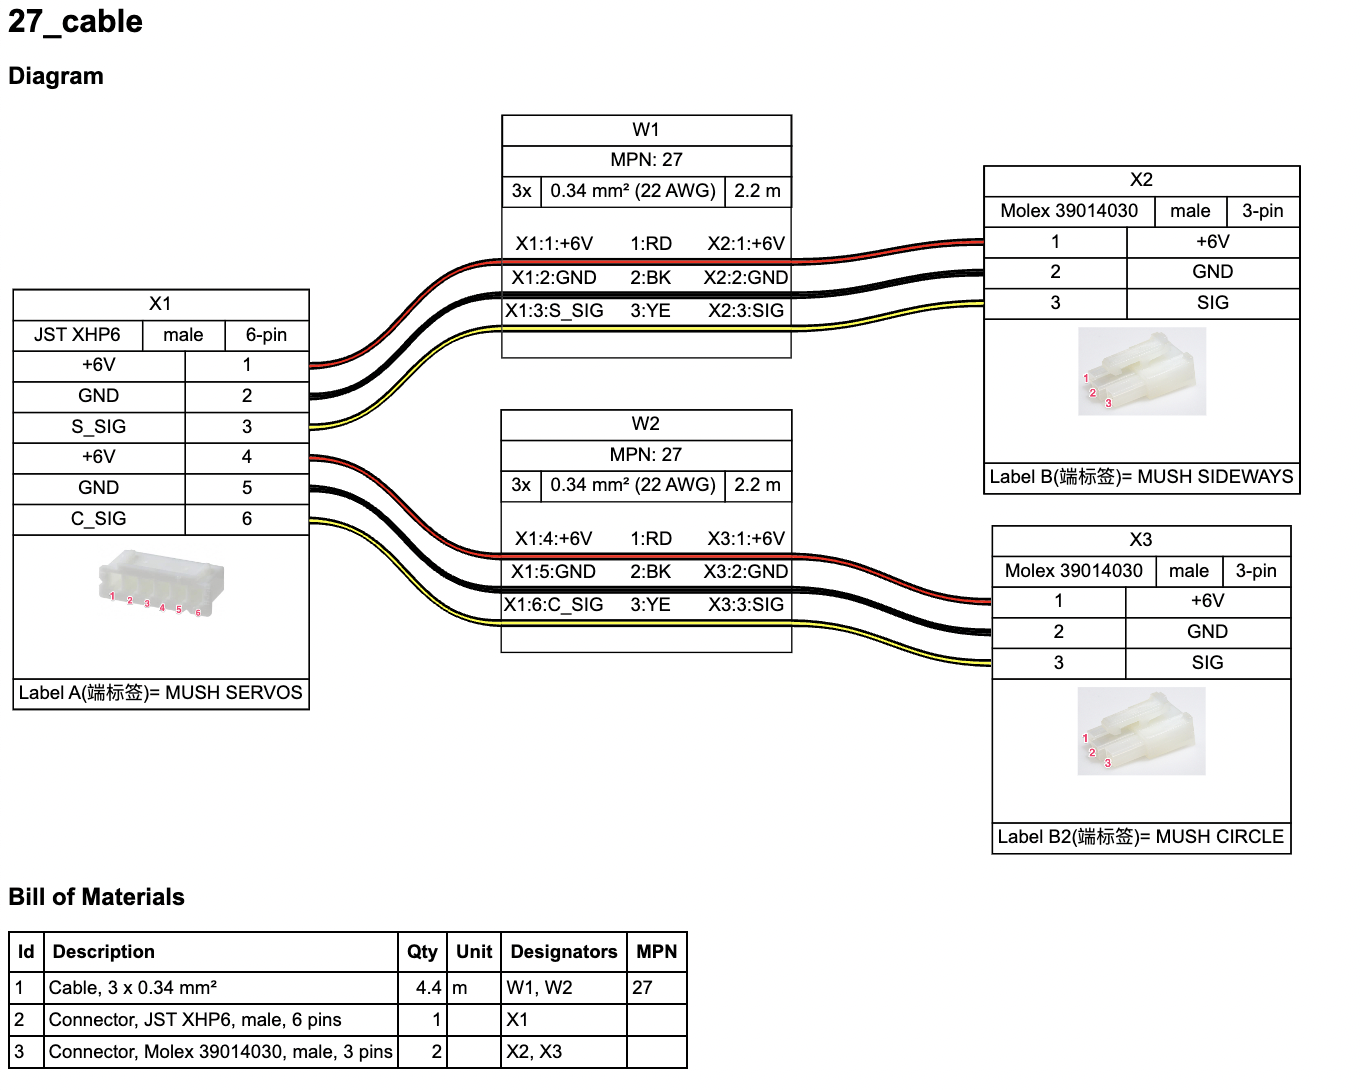 27_cable
Diagram
W1
MPN: 27
3x 0.34 mm² (22 AWG) 2.2 m
X1:1:+6V 1:RD X2:1:+6V
X1:2:GND 2:BK X2:2:GND
X1:3:S_SIG 3:YE X2:3:SIG
X2
Molex 39014030 male 3-pin
1 +6V
2 GND
3 SIG
1
2
3
Label B(端标签)= MUSH SIDEWAYS
X1
JST XHP6 male 6-pin
+6V 1
GND 2
S_SIG 3
+6V 4
GND 5
C_SIG 6
1 2 3 4 5 6
Label A(端标签)= MUSH SERVOS
W2
MPN: 27
3x 0.34 mm² (22 AWG) 2.2 m
X1:4:+6V 1:RD X3:1:+6V
X1:5:GND 2:BK X3:2:GND
X1:6:C_SIG 3:YE X3:3:SIG
X3
Molex 39014030 male 3-pin
1 +6V
2 GND
3 SIG
1
2
3
Label B2(端标签)= MUSH CIRCLE
Bill of Materials
Id Description Qty Unit Designators MPN
1 Cable, 3 x 0.34 mm² 4.4 m W1, W2 27
2 Connector, JST XHP6, male, 6 pins 1 X1
3 Connector, Molex 39014030, male, 3 pins 2 X2, X3